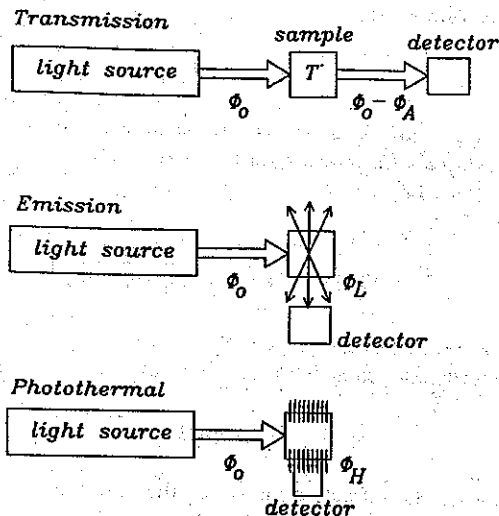 Transmission
sample
detector
light source
T
Φo
Φo - ΦA
Emission
light source
Φo
ΦL
detector
Photothermal
light source
Φo
ΦH
detector